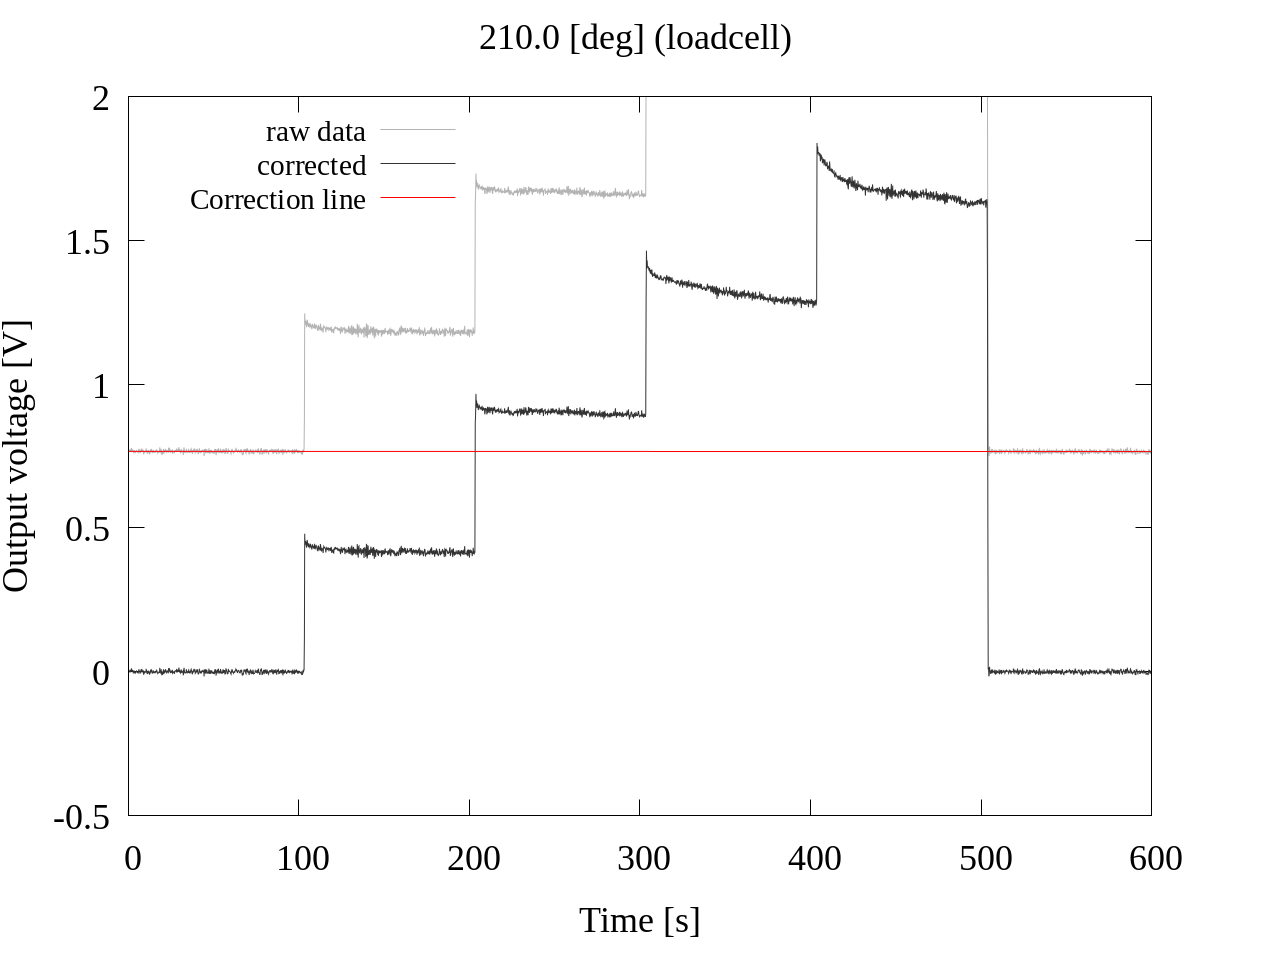 210.0 [deg] (loadcell)
2
raw data
corrected
Correction line
1.5
1
0.5
0
-0.5
Output voltage [V]
0 100 200 300 400 500 600
Time [s]